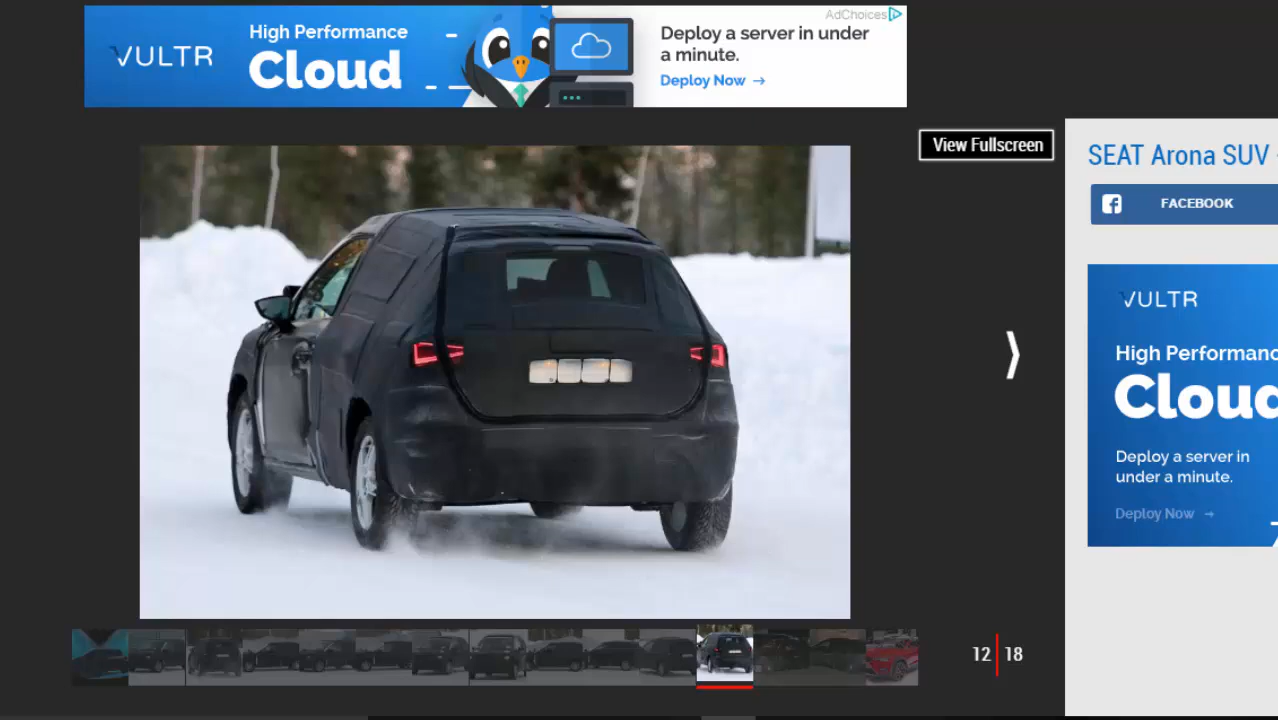 AdChoices
VULTR
High Performance
Cloud
Deploy a server in under
a minute.
Deploy Now →
View Fullscreen
SEAT Arona SUV
FACEBOOK
VULTR
High Performanc
Cloud
Deploy a server in
under a minute.
Deploy Now →
12 | 18